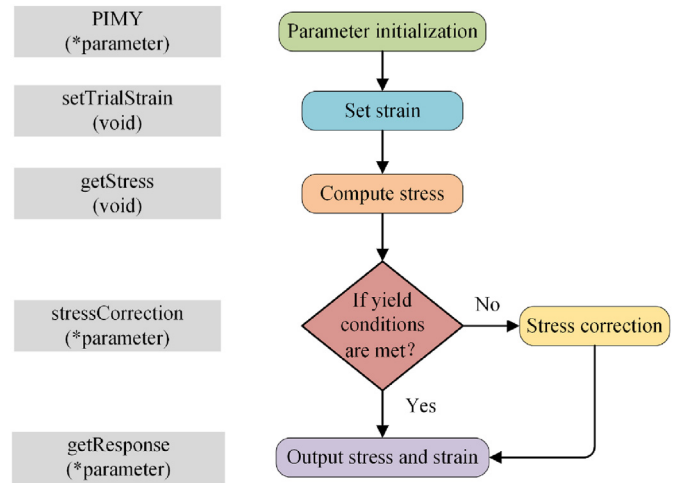 PIMY
(*parameter)
Parameter initialization
setTrialStrain
(void)
Set strain
getStress
(void)
Compute stress
stressCorrection
(*parameter)
If yield
conditions
are met?
No
Stress correction
Yes
getResponse
(*parameter)
Output stress and strain